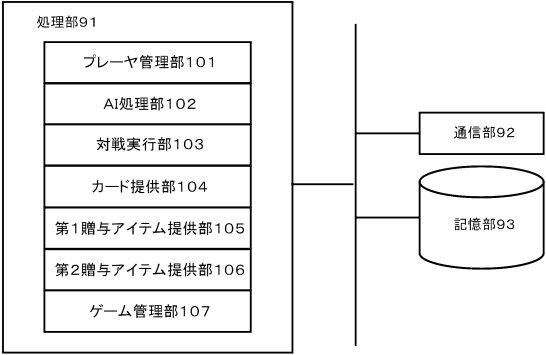 処理部91
プレーヤ管理部101
AI処理部102
対戦実行部103
カード提供部104
第1贈与アイテム提供部105
第2贈与アイテム提供部106
ゲーム管理部107
通信部92
記憶部93